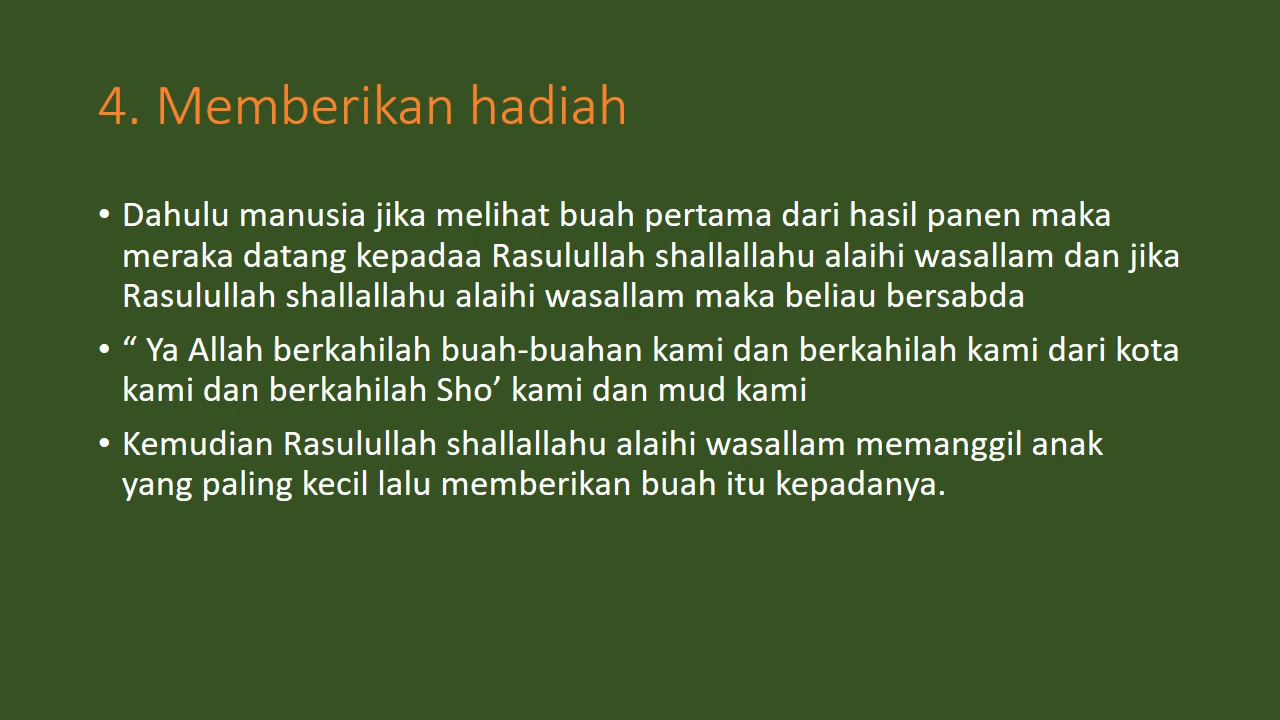 4. Memberikan hadiah
• Dahulu manusia jika melihat buah pertama dari hasil panen maka
meraka datang kepadaa Rasulullah shallallahu alaihi wasallam dan jika
Rasulullah shallallahu alaihi wasallam maka beliau bersabda
• “ Ya Allah berkahilah buah-buahan kami dan berkahilah kami dari kota
kami dan berkahilah Sho’ kami dan mud kami
• Kemudian Rasulullah shallallahu alaihi wasallam memanggil anak
yang paling kecil lalu memberikan buah itu kepadanya.